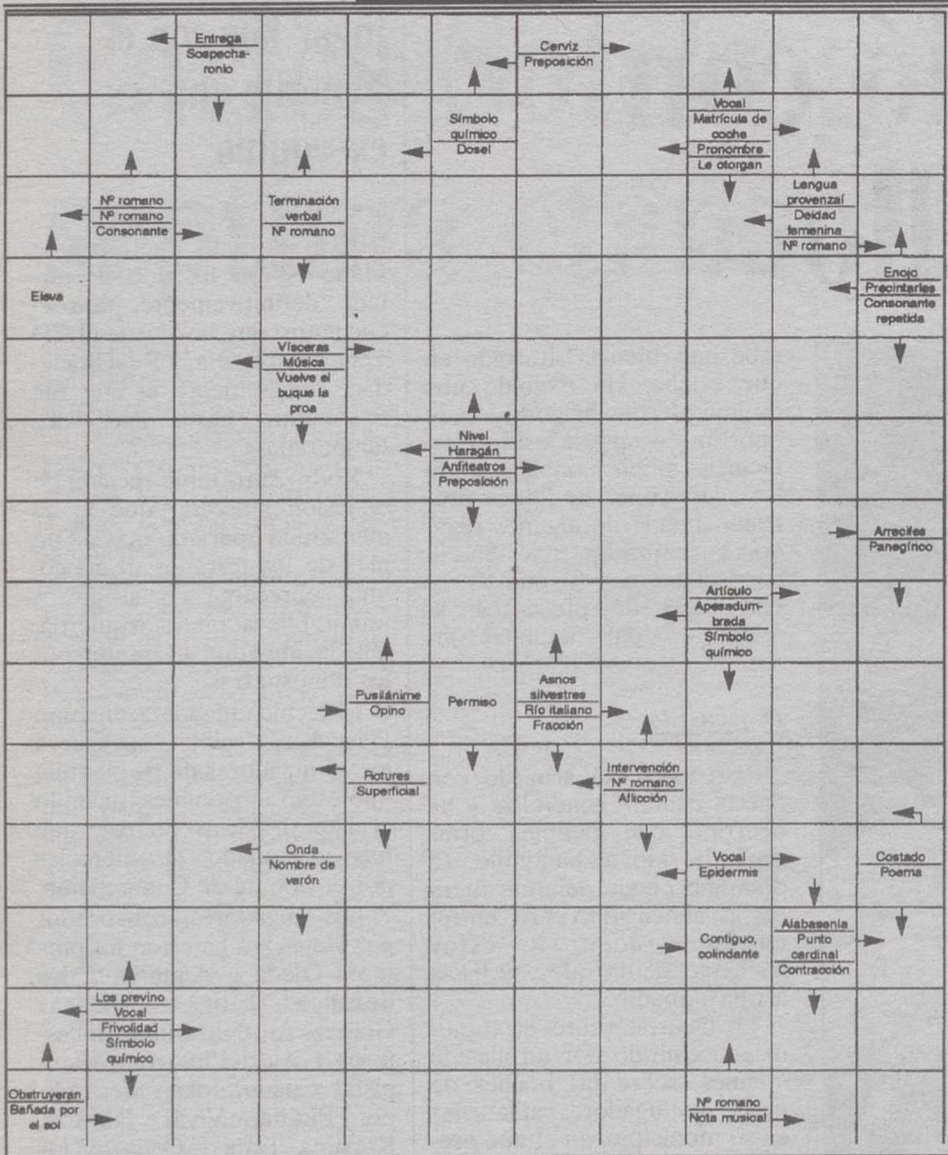 Entrega
Sospecha-
ronlo
Cerviz
Preposición
Símbolo
químico
Dosel
Vocal
Matrícula de
coche
Pronombre
Le otorgan
Nº romano
Nº romano
Consonante
Terminación
verbal
Nº romano
Lengua
provenzal
Deidad
femenina
Nº romano
Eleva
Enojo
Precintarles
Consonante
repetida
Vísceras
Música
Vuelve el
buque la
proa
Nivel
Haragán
Anfiteatros
Preposición
Arrecifes
Panegírico
Artículo
Apesadum-
brada
Símbolo
químico
Pusilánime
Opino
Permiso
Asnos
silvestres
Río italiano
Fracción
Rotures
Superficial
Intervención
Nº romano
Aflicción
Onda
Nombre de
varón
Vocal
Epidermis
Costado
Poema
Contiguo,
colindante
Alabasenla
Punto
cardinal
Contracción
Los previno
Vocal
Frivolidad
Símbolo
químico
Obstruyeran
Bañada por
el sol
Nº romano
Nota musical